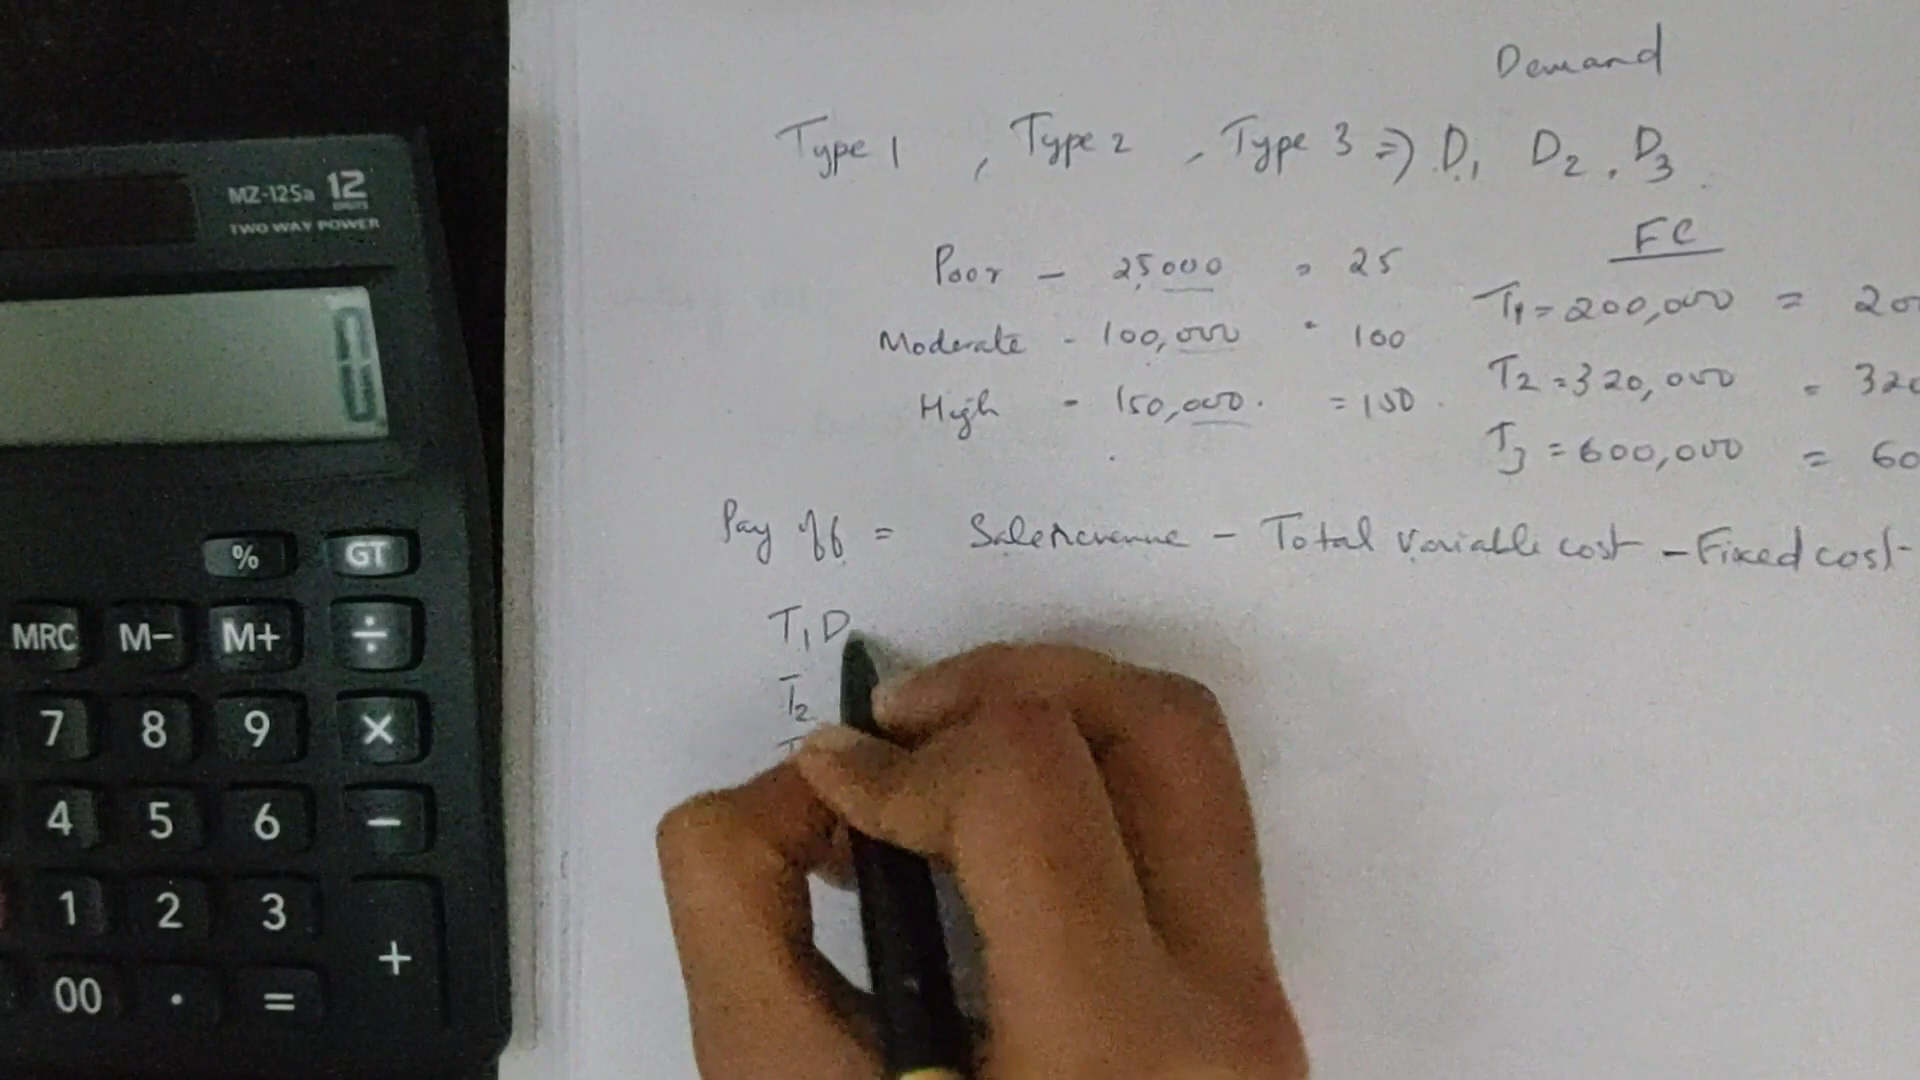 Demand
Type 1 , Type 2 , Type 3 => D1 D2 . D3
FC
Poor - 25,000 = 25
T1 = 200,000 = 20
Moderate - 100,000 = 100
T2 = 320,000 = 320
High - 150,000. = 150.
T3 = 600,000 = 60
Pay off = Sale revenue - Total variable cost - Fixed cost
T1 D
T2
MZ-125a 12
DIGITS
TWO WAY POWER
0
% GT
MRC M- M+ ÷
7 8 9 ×
4 5 6 −
1 2 3
+
00 . =